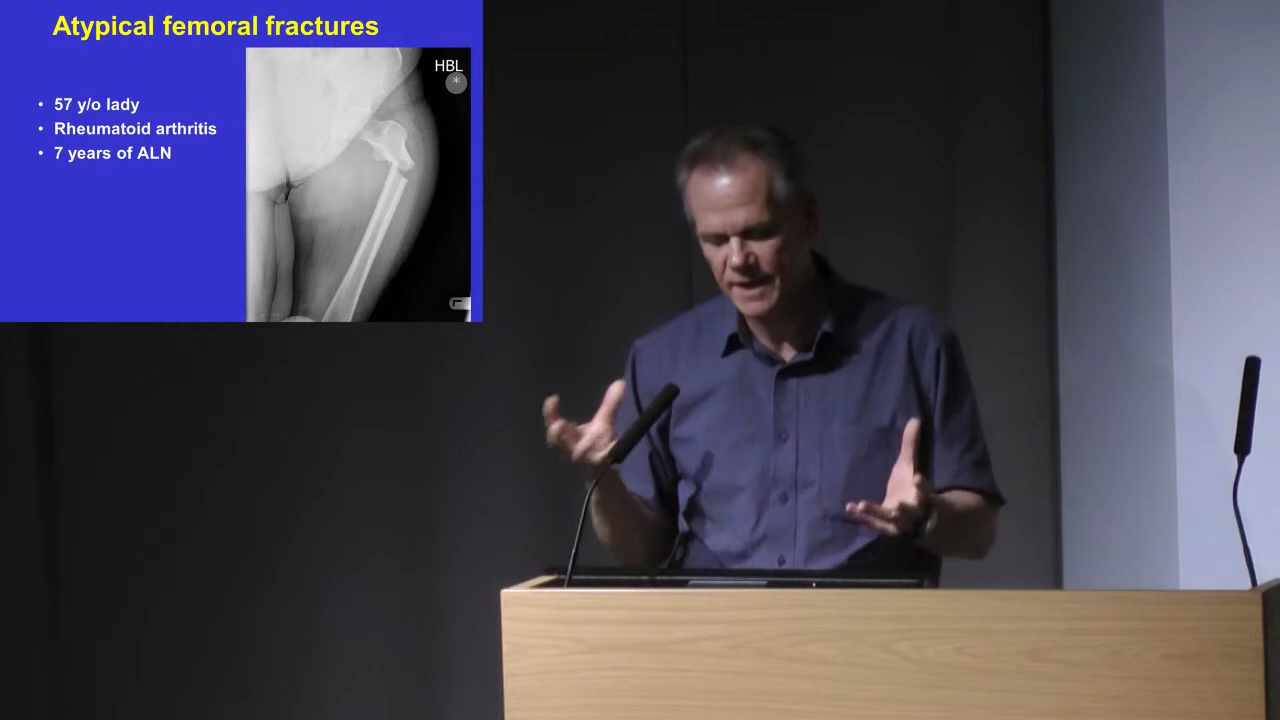 Atypical femoral fractures
HBL
*
• 57 y/o lady
• Rheumatoid arthritis
• 7 years of ALN